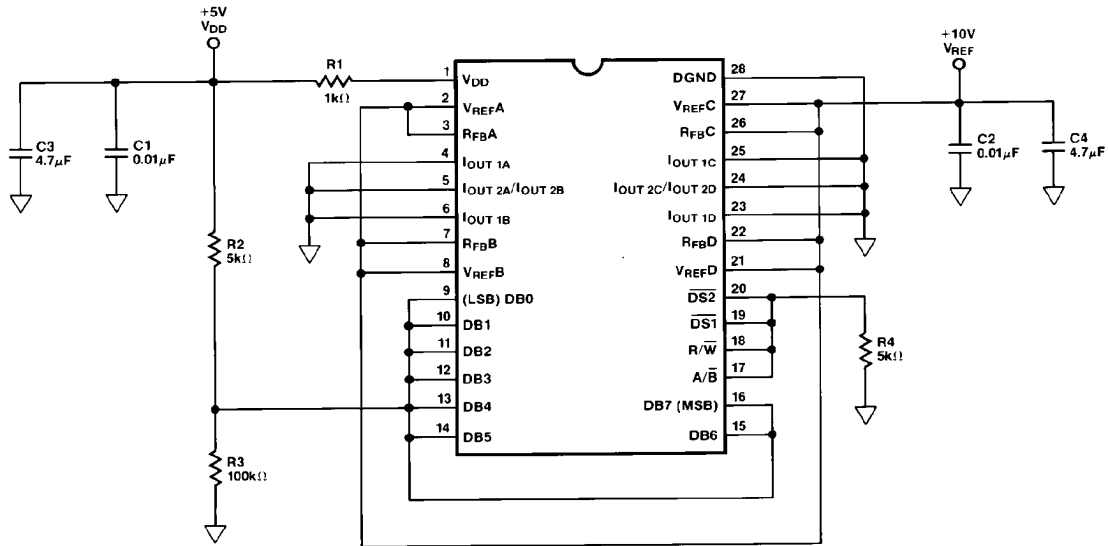 +5V
VDD
R1
1kΩ
C3
4.7μF
C1
0.01μF
R2
5kΩ
R3
100kΩ
1
2
3
4
5
6
7
8
9
10
11
12
13
14
VDD
VREFA
RFBA
IOUT 1A
IOUT 2A/IOUT 2B
IOUT 1B
RFBB
VREFB
(LSB) DB0
DB1
DB2
DB3
DB4
DB5
DGND
VREFC
RFBC
IOUT 1C
IOUT 2C/IOUT 2D
IOUT 1D
RFBD
VREFD
DS2
DS1
R/W
A/B
DB7 (MSB)
DB6
28
27
26
25
24
23
22
21
20
19
18
17
16
15
+10V
VREF
C2
0.01μF
C4
4.7μF
R4
5kΩ